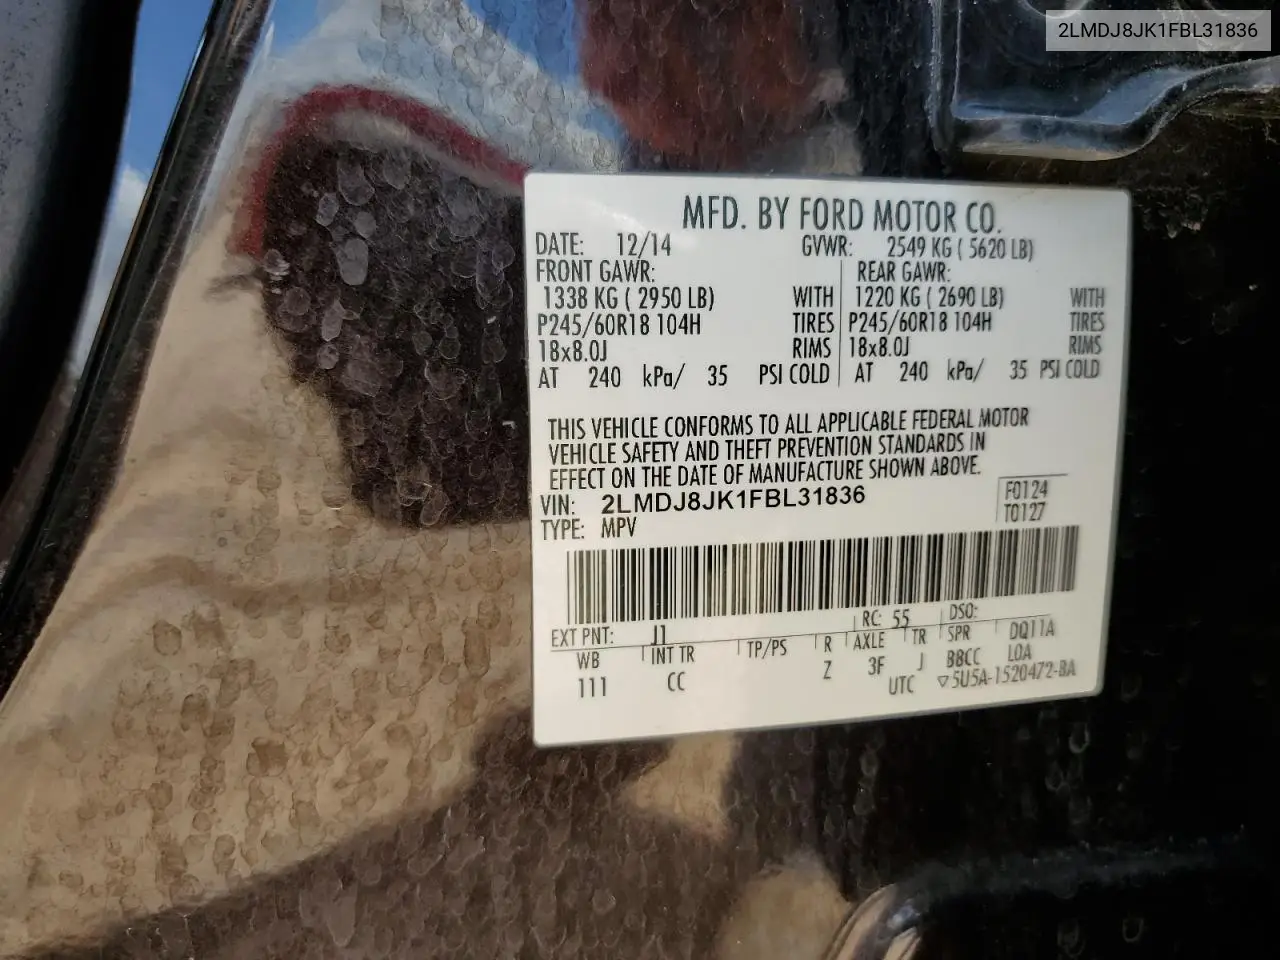 2LMDJ8JK1FBL31836
MFD. BY FORD MOTOR CO.
DATE: 12/14 GVWR: 2549 KG ( 5620 LB)
FRONT GAWR: REAR GAWR:
1338 KG ( 2950 LB) WITH 1220 KG ( 2690 LB) WITH
P245/60R18 104H TIRES P245/60R18 104H TIRES
18x8.0J RIMS 18x8.0J RIMS
AT 240 kPa/ 35 PSI COLD AT 240 kPa/ 35 PSI COLD
THIS VEHICLE CONFORMS TO ALL APPLICABLE FEDERAL MOTOR
VEHICLE SAFETY AND THEFT PREVENTION STANDARDS IN
EFFECT ON THE DATE OF MANUFACTURE SHOWN ABOVE.
VIN: 2LMDJ8JK1FBL31836 F0124
TYPE: MPV T0127
EXT PNT: J1 RC: 55 DSO:
WB INT TR TP/PS R AXLE TR SPR DQ11A
111 CC Z 3F J BBCC LOA
UTC ▽5U5A-1520472-BA